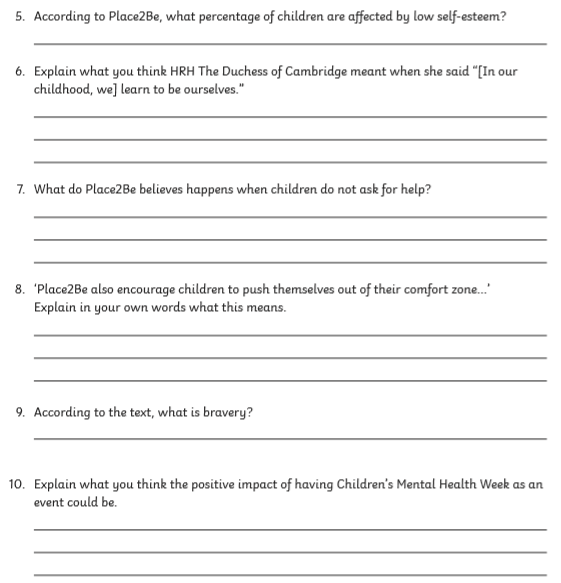 5. According to Place2Be, what percentage of children are affected by low self-esteem?
6. Explain what you think HRH The Duchess of Cambridge meant when she said "[In our
childhood, we] learn to be ourselves."
7. What do Place2Be believes happens when children do not ask for help?
8. 'Place2Be also encourage children to push themselves out of their comfort zone...'
Explain in your own words what this means.
9. According to the text, what is bravery?
10. Explain what you think the positive impact of having Children's Mental Health Week as an
event could be.